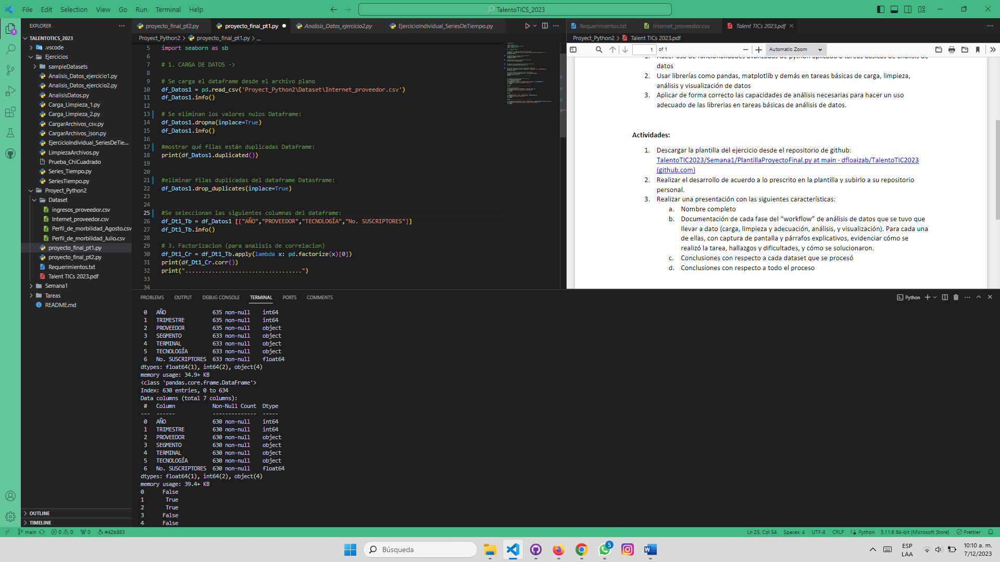 File Edit Selection View Go Run Terminal Help
TalentoTICS_2023
EXPLORER
TALENTOTICS_2023
.vscode
Ejercicios
sampleDatasets
Analisis_Datos_ejercicio1.py
Analisis_Datos_ejercicio2.py
AnalisisDatos.py
Carga_Limpieza_1.py
Carga_Limpieza_2.py
CargarArchivos_csv.py
CargarArchivos_json.py
EjercicioIndividual_SeriesDeTie...
LimpiezaArchivos.py
Prueba_ChiCuadrado
Series_Tiempo.py
SeriesTiempo.py
Proyect_Python2
Dataset
ingresos_proveedor.csv
Internet_proveedor.csv
Perfil_de_morbilidad_Agosto.csv
Perfil_de_morbilidad_Julio.csv
proyecto_final_pt1.py
proyecto_final_pt2.py
Requerimientos.txt
Talent TICs 2023.pdf
Semana1
Tareas
README.md
OUTLINE
TIMELINE
proyecto_final_pt2.py proyecto_final_pt1.py Analisis_Datos_ejercicio2.py EjercicioIndividual_SeriesDeTiempo.py
Proyect_Python2 > proyecto_final_pt1.py > ...
5 import seaborn as sb
6
7 # 1. CARGA DE DATOS ->
8
9 # Se carga el dataframe desde el archivo plano
10 df_Datos1 = pd.read_csv('Proyect_Python2\Dataset\Internet_proveedor.csv')
11 df_Datos1.info()
12
13 # Se eliminan los valores nulos Dataframe:
14 df_Datos1.dropna(inplace=True)
15 df_Datos1.info()
16
17 #mostrar qué filas están duplicadas Dataframe:
18 print(df_Datos1.duplicated())
19
20
21 #eliminar filas duplicadas del dataframe Datasframe:
22 df_Datos1.drop_duplicates(inplace=True)
23
24
25 #Se seleccionan las siguientes columnas del dataframe:
26 df_Dt1_Tb = df_Datos1 [["AÑO","PROVEEDOR","TECNOLOGÍA","No. SUSCRIPTORES"]]
27 df_Dt1_Tb.info()
28
29 # 3. Factorizacion (para analisis de correlacion)
30 df_Dt1_Cr = df_Dt1_Tb.apply(lambda x: pd.factorize(x)[0])
31 print(df_Dt1_Cr.corr())
32 print("...................................")
33
34
Requerimientos.txt Internet_proveedor.csv Talent TICs 2023.pdf
Proyect_Python2 > Talent TICs 2023.pdf
1 of 1 Automatic Zoom
1. Hacer uso de funcionalidades avanzadas de python aplicado a tareas básicas de análisis de
datos
2. Usar librerías como pandas, matplotlib y demás en tareas básicas de carga, limpieza,
análisis y visualización de datos
3. Aplicar de forma correcto las capacidades de análisis necesarias para hacer un uso
adecuado de las librerias en tareas básicas de análisis de datos.
Actividades:
1. Descargar la plantilla del ejercicio desde el repositorio de github:
TalentoTIC2023/Semana1/PlantillaProyectoFinal.py at main · dfloaizab/TalentoTIC2023
(github.com)
2. Realizar el desarrollo de acuerdo a lo prescrito en la plantilla y subirlo a su repositorio
personal.
3. Realizar una presentación con las siguientes características:
a. Nombre completo
b. Documentación de cada fase del “workflow” de análisis de datos que se tuvo que
llevar a dato (carga, limpieza y adecuación, análisis, y visualización). Para cada una
de ellas, con captura de pantalla y párrafos explicativos, evidenciar cómo se
realizó la tarea, hallazgos y dificultades, y cómo se solucionaron.
c. Conclusiones con respecto a cada dataset que se procesó
d. Conclusiones con respecto a todo el proceso
PROBLEMS OUTPUT DEBUG CONSOLE TERMINAL PORTS COMMENTS
Python
0 AÑO 635 non-null int64
1 TRIMESTRE 635 non-null int64
2 PROVEEDOR 635 non-null object
3 SEGMENTO 633 non-null object
4 TERMINAL 633 non-null object
5 TECNOLOGÍA 633 non-null object
6 No. SUSCRIPTORES 633 non-null float64
dtypes: float64(1), int64(2), object(4)
memory usage: 34.9+ KB
<class 'pandas.core.frame.DataFrame'>
Index: 630 entries, 0 to 634
Data columns (total 7 columns):
# Column Non-Null Count Dtype
--- ------ -------------- -----
0 AÑO 630 non-null int64
1 TRIMESTRE 630 non-null int64
2 PROVEEDOR 630 non-null object
3 SEGMENTO 630 non-null object
4 TERMINAL 630 non-null object
5 TECNOLOGÍA 630 non-null object
6 No. SUSCRIPTORES 630 non-null float64
dtypes: float64(1), int64(2), object(4)
memory usage: 39.4+ KB
0 False
1 True
2 True
3 False
4 False
main 0 0 0 #42b883
Ln 25, Col 54 Spaces: 4 UTF-8 CRLF Python 3.11.6 64-bit (Microsoft Store) Prettier
Búsqueda
5
ESP
LAA
10:10 a. m.
7/12/2023